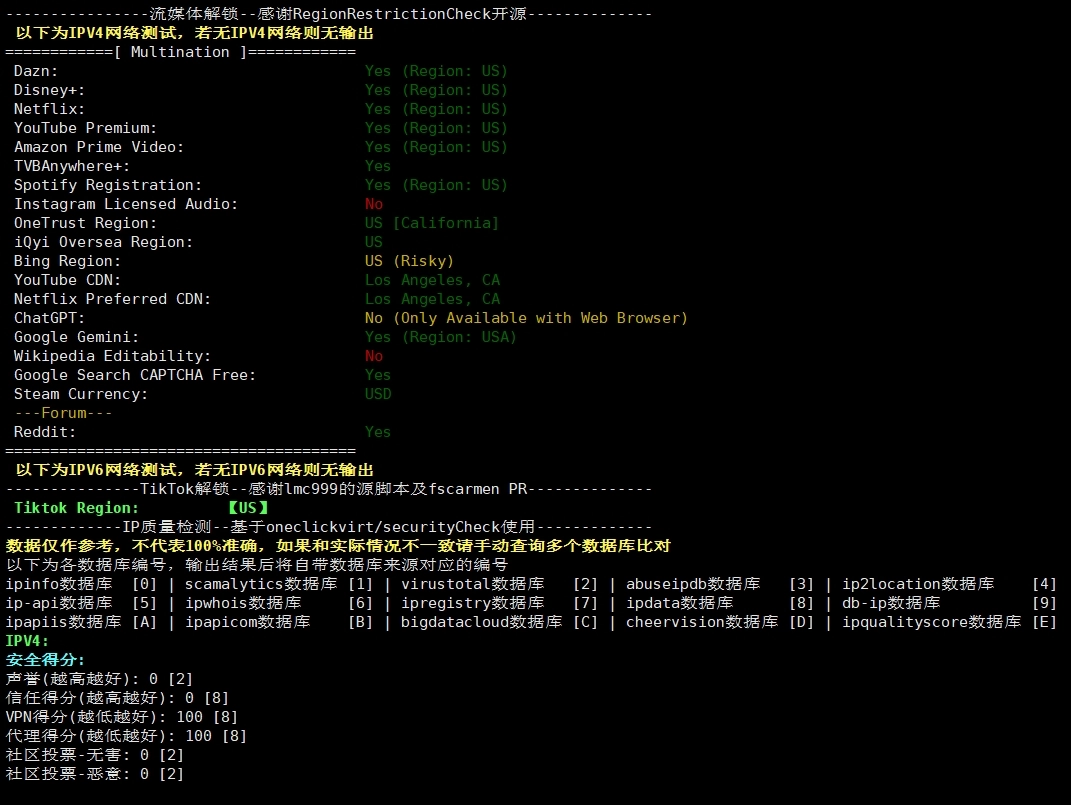 ----------------流媒体解锁--感谢RegionRestrictionCheck开源--------------
以下为IPV4网络测试，若无IPV4网络则无输出
============[ Multination ]============
Dazn: Yes (Region: US)
Disney+: Yes (Region: US)
Netflix: Yes (Region: US)
YouTube Premium: Yes (Region: US)
Amazon Prime Video: Yes (Region: US)
TVBAnywhere+: Yes
Spotify Registration: Yes (Region: US)
Instagram Licensed Audio: No
OneTrust Region: US [California]
iQyi Oversea Region: US
Bing Region: US (Risky)
YouTube CDN: Los Angeles, CA
Netflix Preferred CDN: Los Angeles, CA
ChatGPT: No (Only Available with Web Browser)
Google Gemini: Yes (Region: USA)
Wikipedia Editability: No
Google Search CAPTCHA Free: Yes
Steam Currency: USD
---Forum---
Reddit: Yes
=======================================
以下为IPV6网络测试，若无IPV6网络则无输出
---------------TikTok解锁--感谢lmc999的源脚本及fscarmen PR--------------
Tiktok Region: 【US】
-------------IP质量检测--基于oneclickvirt/securityCheck使用-------------
数据仅作参考，不代表100%准确，如果和实际情况不一致请手动查询多个数据库比对
以下为各数据库编号，输出结果后将自带数据库来源对应的编号
ipinfo数据库 [0] | scamalytics数据库 [1] | virustotal数据库 [2] | abuseipdb数据库 [3] | ip2location数据库 [4]
ip-api数据库 [5] | ipwhois数据库 [6] | ipregistry数据库 [7] | ipdata数据库 [8] | db-ip数据库 [9]
ipapiis数据库 [A] | ipapicom数据库 [B] | bigdatacloud数据库 [C] | cheervision数据库 [D] | ipqualityscore数据库 [E]
IPV4:
安全得分:
声誉(越高越好): 0 [2]
信任得分(越高越好): 0 [8]
VPN得分(越低越好): 100 [8]
代理得分(越低越好): 100 [8]
社区投票-无害: 0 [2]
社区投票-恶意: 0 [2]